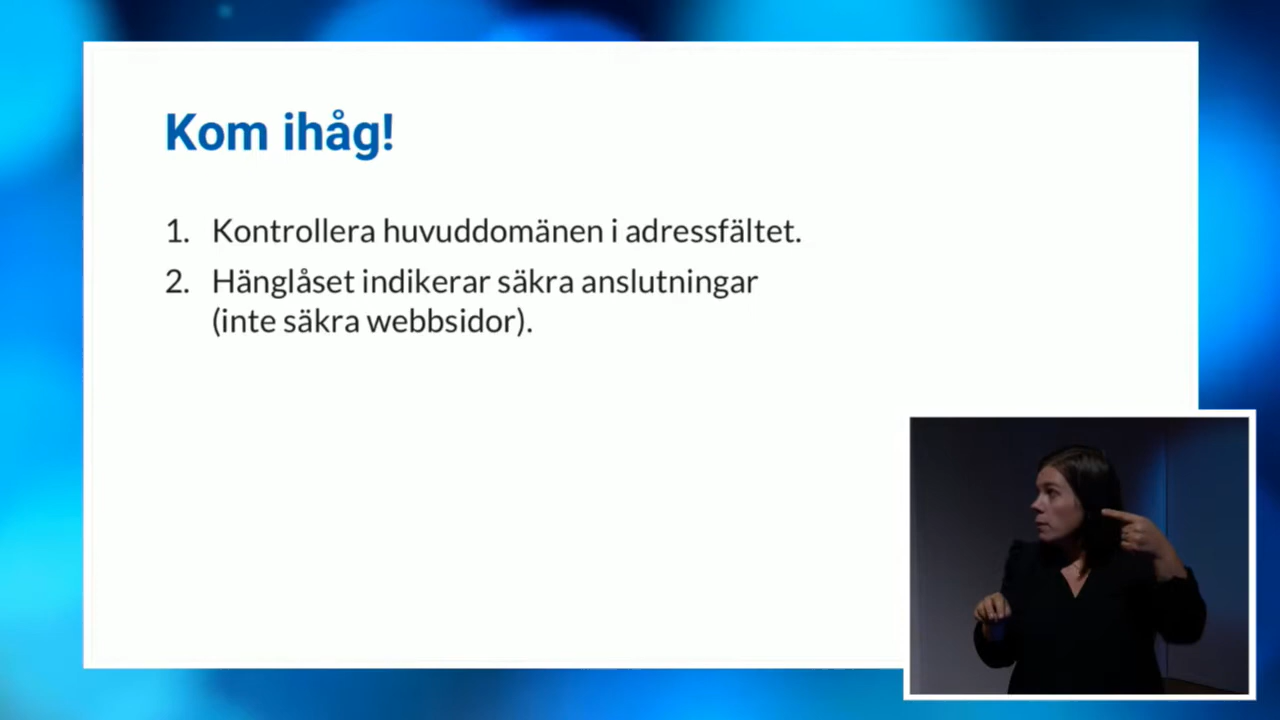 Kom ihåg!
1. Kontrollera huvuddomänen i adressfältet.
2. Hänglåset indikerar säkra anslutningar
(inte säkra webbsidor).